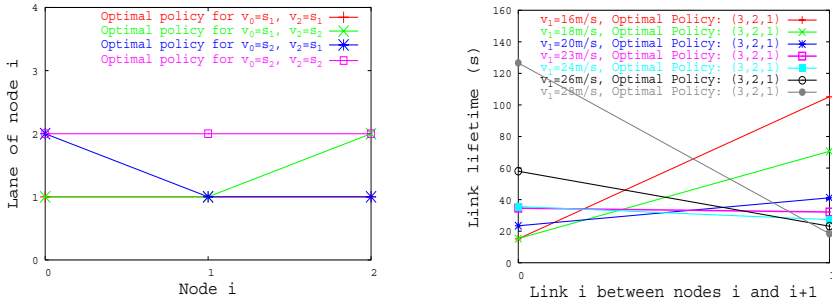 Optimal policy for v0=s1, v2=s1
Optimal policy for v0=s1, v2=s2
Optimal policy for v0=s2, v2=s1
Optimal policy for v0=s2, v2=s2
4
3
2
1
0
0
1
2
Lane of node i
Node i
v1=16m/s, Optimal Policy: (3,2,1)
v1=18m/s, Optimal Policy: (3,2,1)
v1=20m/s, Optimal Policy: (3,2,1)
v1=23m/s, Optimal Policy: (3,2,1)
v1=24m/s, Optimal Policy: (3,2,1)
v1=26m/s, Optimal Policy: (3,2,1)
v1=28m/s, Optimal Policy: (3,2,1)
160
140
120
100
80
60
40
20
0
0
1
Link lifetime (s)
Link i between nodes i and i+1